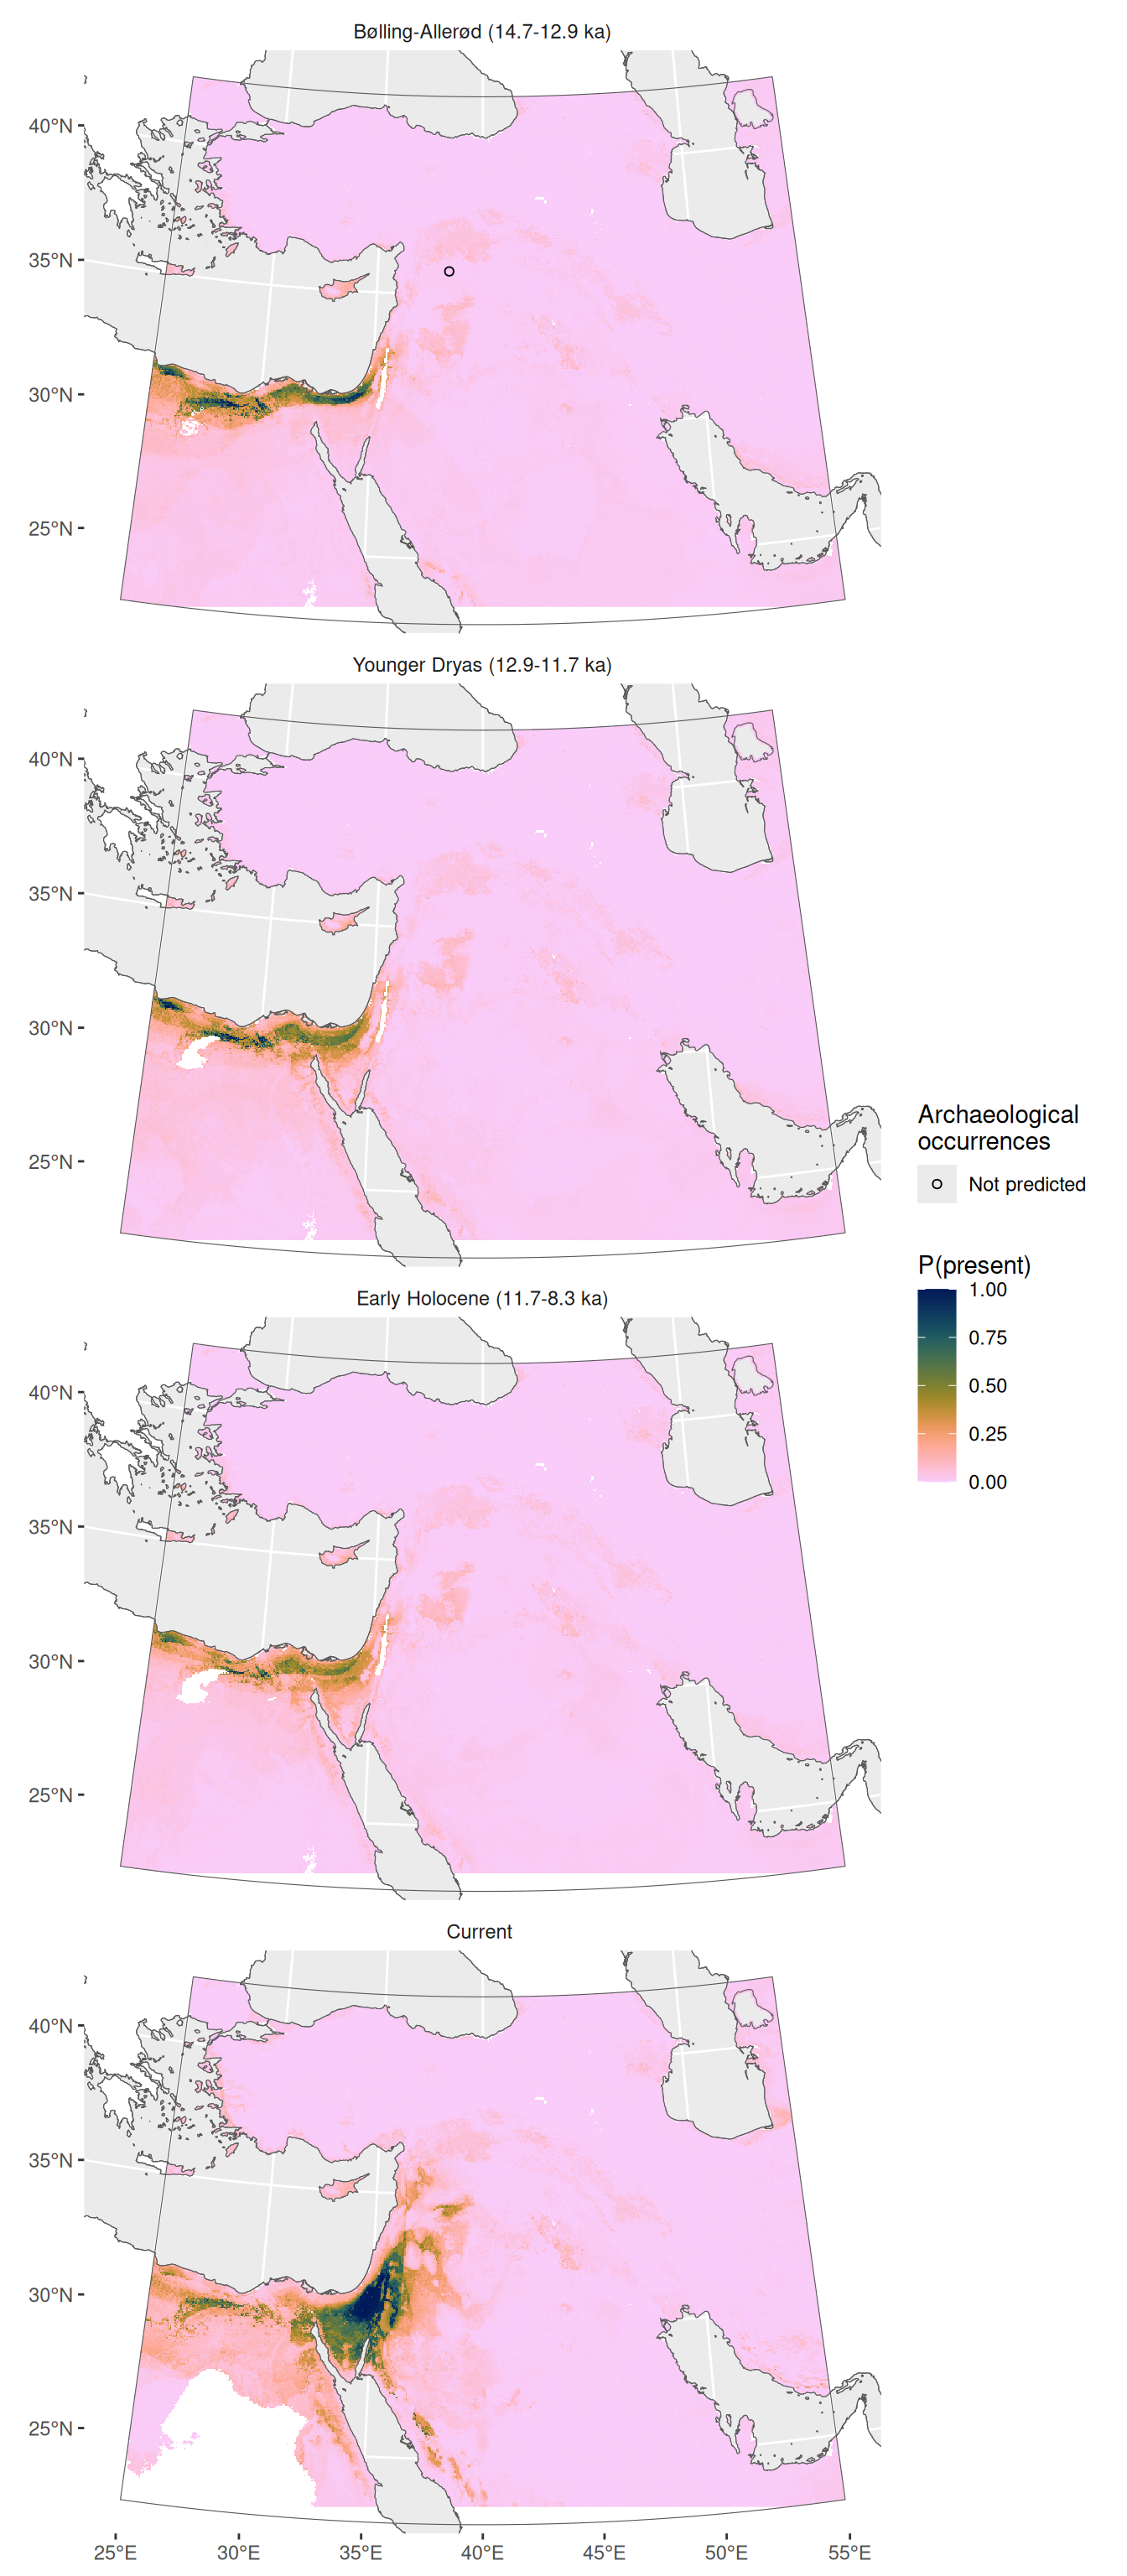 Bølling-Allerød (14.7-12.9 ka)
40°N
35°N
30°N
25°N
Younger Dryas (12.9-11.7 ka)
40°N
35°N
30°N
25°N
Archaeological
occurrences
Not predicted
P(present)
1.00
0.75
0.50
0.25
0.00
Early Holocene (11.7-8.3 ka)
40°N
35°N
30°N
25°N
Current
40°N
35°N
30°N
25°N
25°E 30°E 35°E 40°E 45°E 50°E 55°E